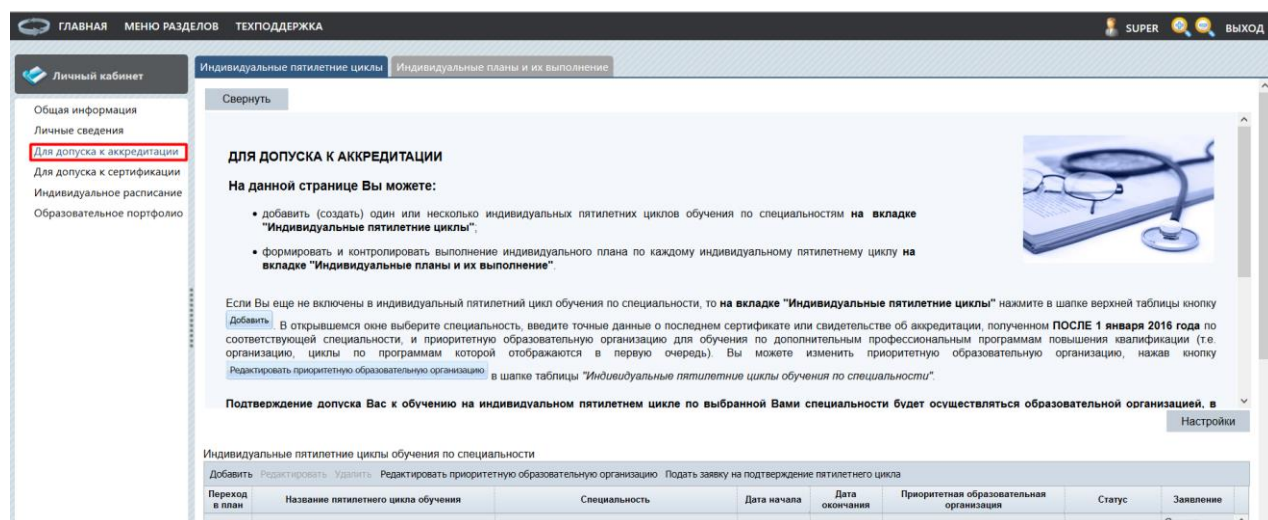 ГЛАВНАЯ МЕНЮ РАЗДЕЛОВ ТЕХПОДДЕРЖКА SUPER ВЫХОД
Личный кабинет
Общая информация
Личные сведения
Для допуска к аккредитации
Для допуска к сертификации
Индивидуальное расписание
Образовательное портфолио
Индивидуальные пятилетние циклы Индивидуальные планы и их выполнение
Свернуть
ДЛЯ ДОПУСКА К АККРЕДИТАЦИИ
На данной странице Вы можете:
• добавить (создать) один или несколько индивидуальных пятилетних циклов обучения по специальностям на вкладке
"Индивидуальные пятилетние циклы";
• формировать и контролировать выполнение индивидуального плана по каждому индивидуальному пятилетнему циклу на
вкладке "Индивидуальные планы и их выполнение".
Если Вы еще не включены в индивидуальный пятилетний цикл обучения по специальности, то на вкладке "Индивидуальные пятилетние циклы" нажмите в шапке верхней таблицы кнопку
Добавить . В открывшемся окне выберите специальность, введите точные данные о последнем сертификате или свидетельстве об аккредитации, полученном ПОСЛЕ 1 января 2016 года по
соответствующей специальности, и приоритетную образовательную организацию для обучения по дополнительным профессиональным программам повышения квалификации (т.е.
организацию, циклы по программам которой отображаются в первую очередь). Вы можете изменить приоритетную образовательную организацию, нажав кнопку
Редактировать приоритетную образовательную организацию в шапке таблицы "Индивидуальные пятилетние циклы обучения по специальности".
Подтверждение допуска Вас к обучению на индивидуальном пятилетнем цикле по выбранной Вами специальности будет осуществляться образовательной организацией, в
Настройки
Индивидуальные пятилетние циклы обучения по специальности
Добавить Редактировать Удалить Редактировать приоритетную образовательную организацию Подать заявку на подтверждение пятилетнего цикла
Переход в план Название пятилетнего цикла обучения Специальность Дата начала Дата окончания Приоритетная образовательная организация Статус Заявление